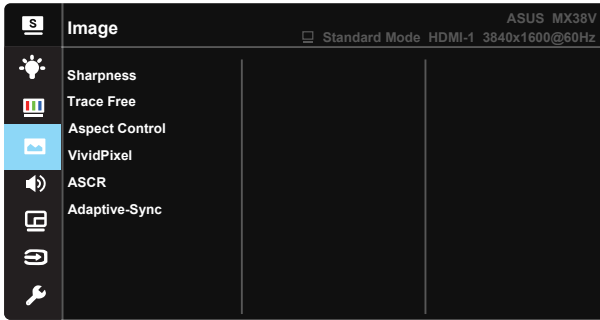 S
Image
ASUS MX38V
Standard Mode HDMI-1 3840x1600@60Hz
Sharpness
Trace Free
Aspect Control
VividPixel
ASCR
Adaptive-Sync